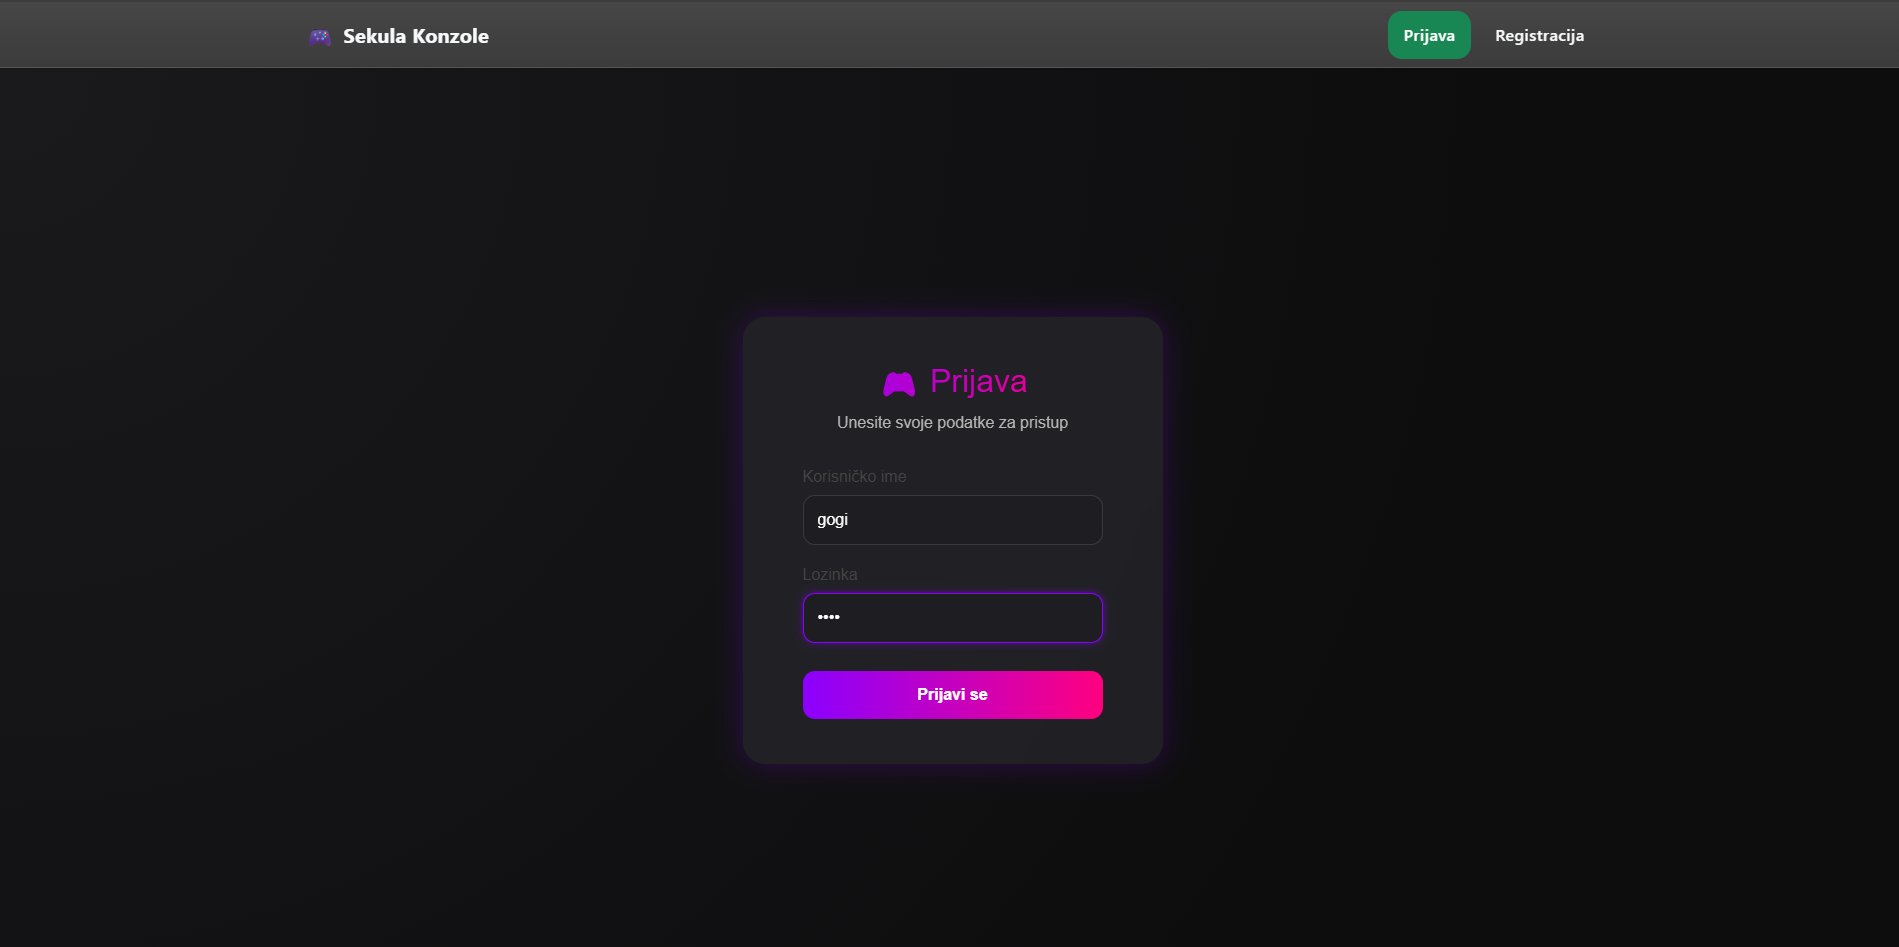 Sekula Konzole
Prijava
Registracija
Prijava
Unesite svoje podatke za pristup
Korisničko ime
gogi
Lozinka
••••
Prijavi se